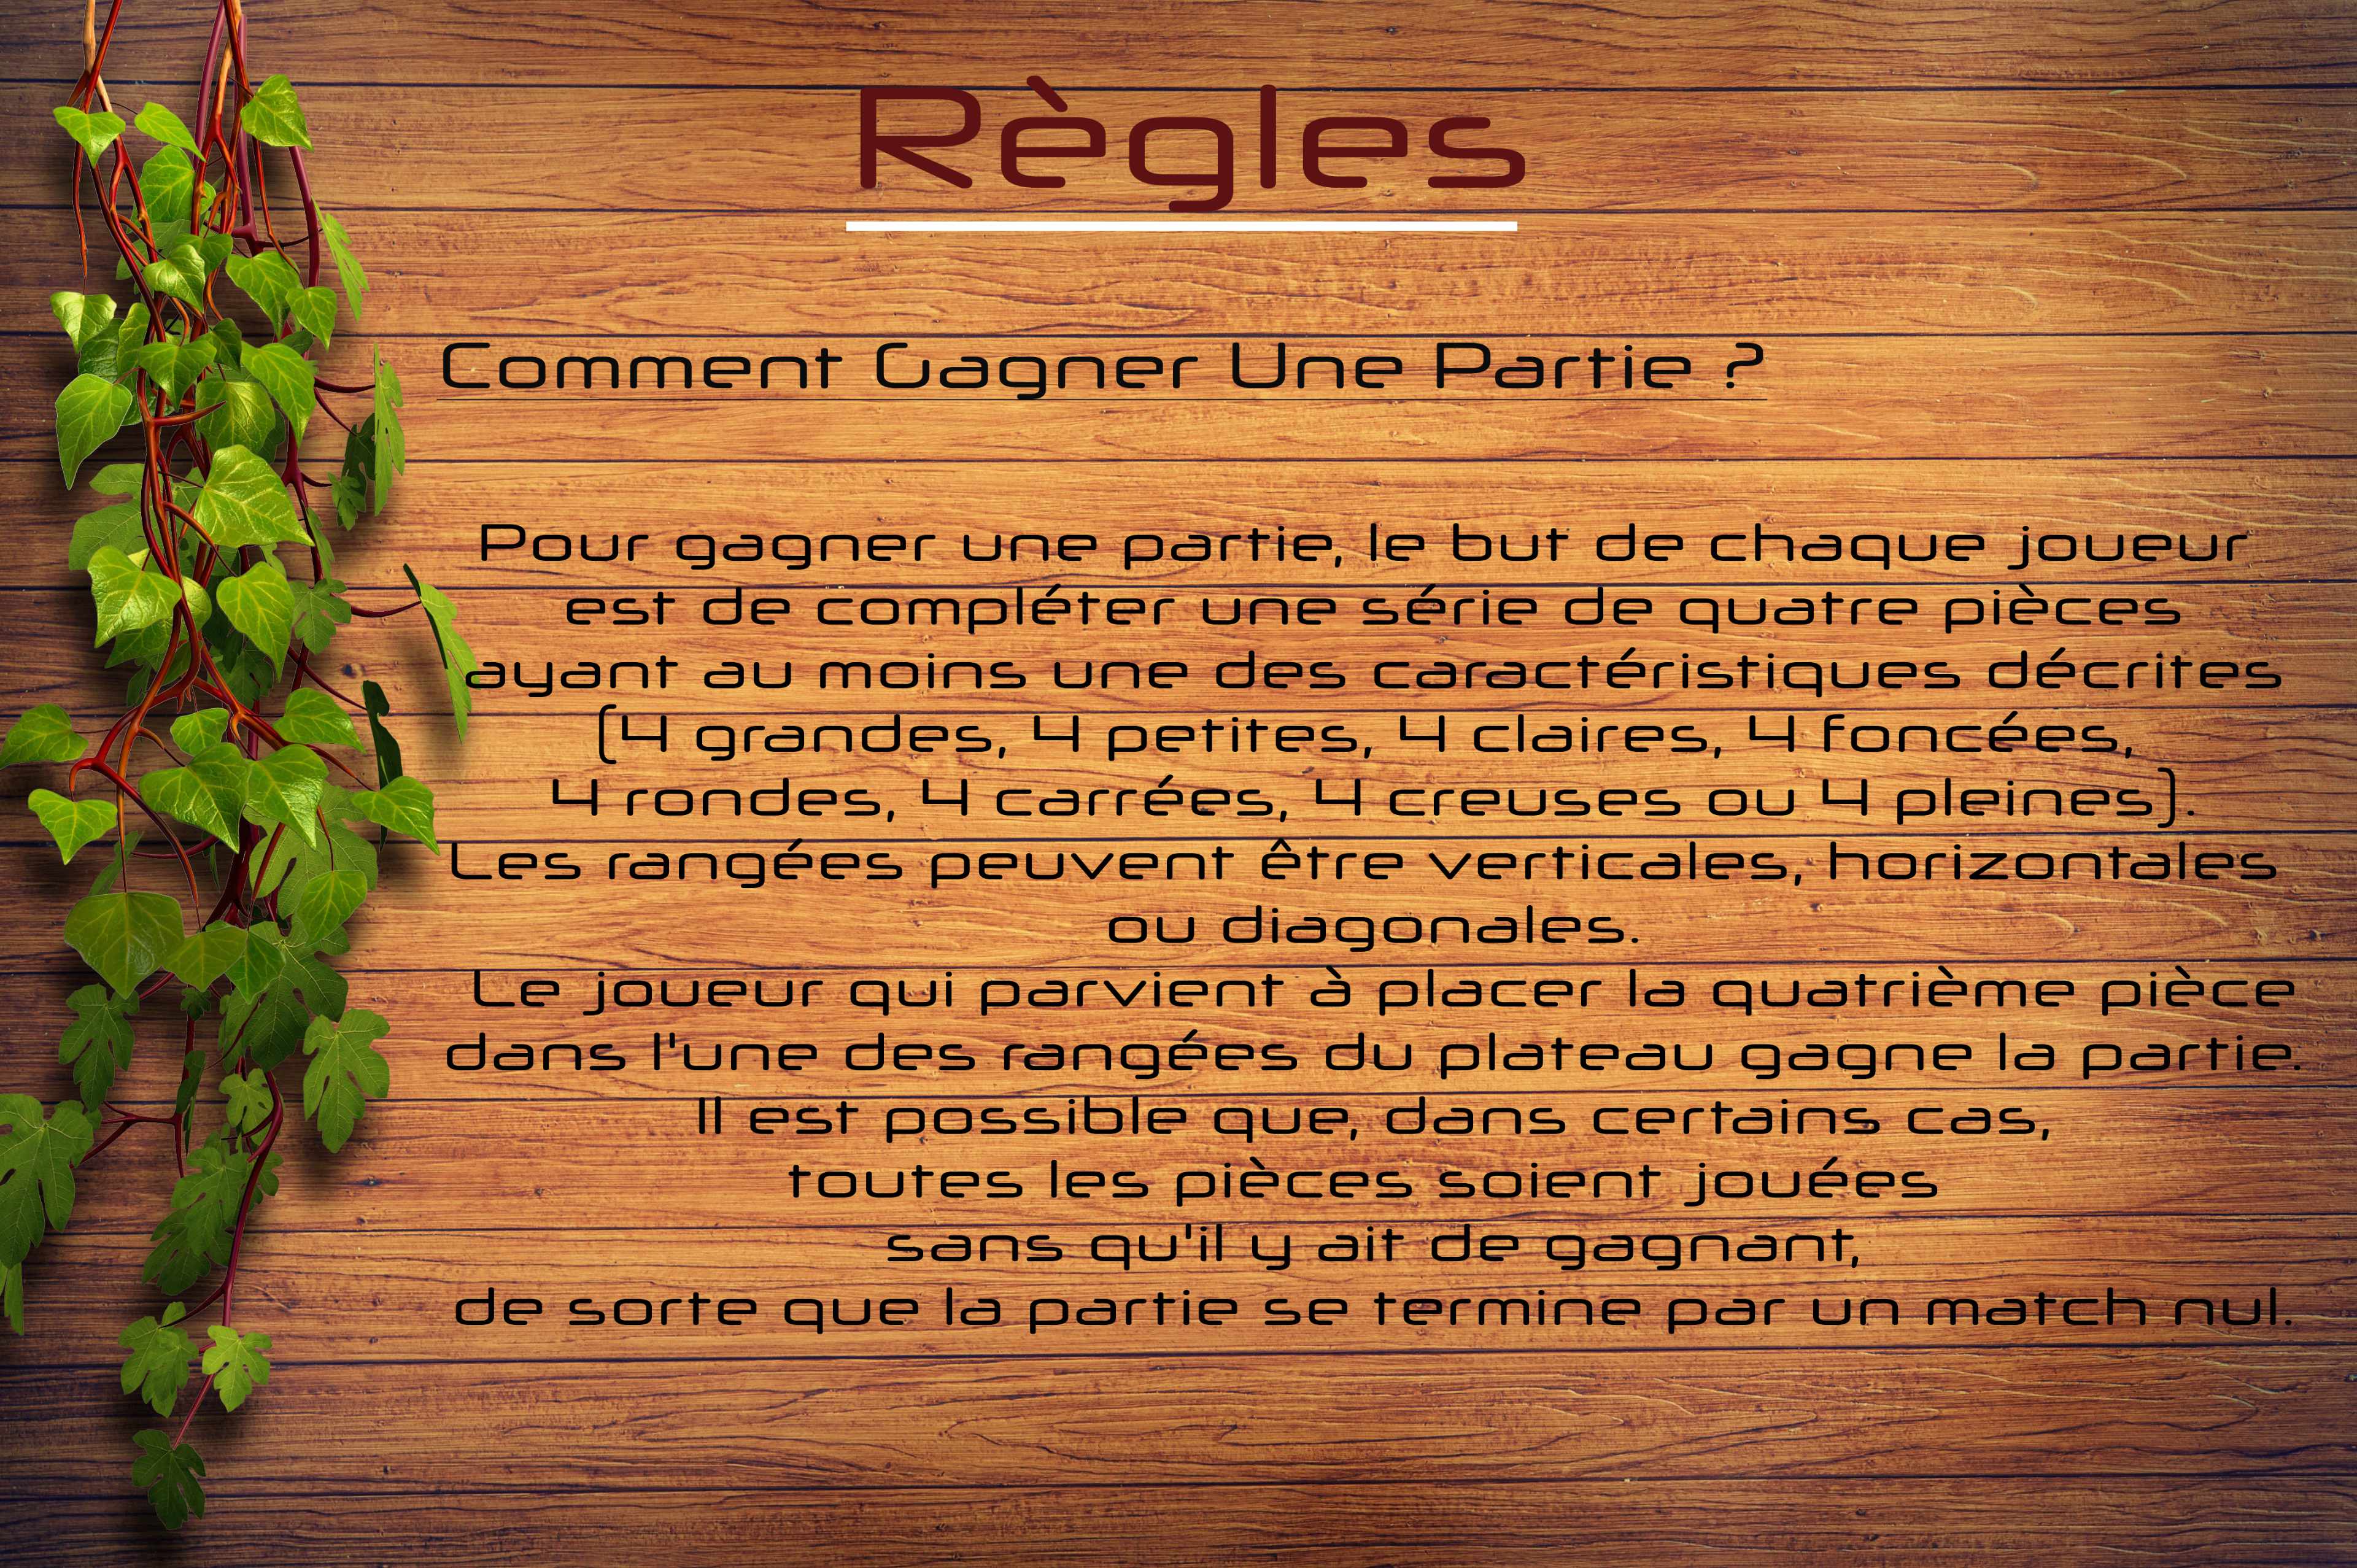 Règles
Comment Gagner Une Partie ?
Pour gagner une partie, le but de chaque joueur
est de compléter une série de quatre pièces
ayant au moins une des caractéristiques décrites
(4 grandes, 4 petites, 4 claires, 4 foncées,
4 rondes, 4 carrées, 4 creuses ou 4 pleines).
Les rangées peuvent être verticales, horizontales
ou diagonales.
Le joueur qui parvient à placer la quatrième pièce
dans l'une des rangées du plateau gagne la partie.
Il est possible que, dans certains cas,
toutes les pièces soient jouées
sans qu'il y ait de gagnant,
de sorte que la partie se termine par un match nul.